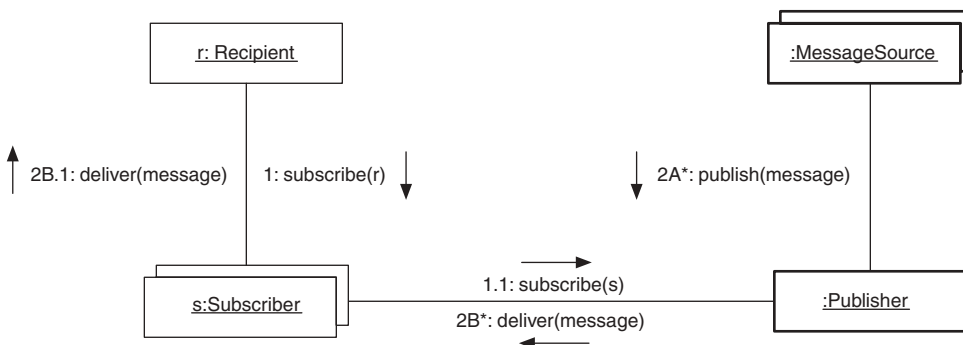 r: Recipient
:MessageSource
2B.1: deliver(message)
1: subscribe(r)
2A*: publish(message)
1.1: subscribe(s)
s:Subscriber
:Publisher
2B*: deliver(message)